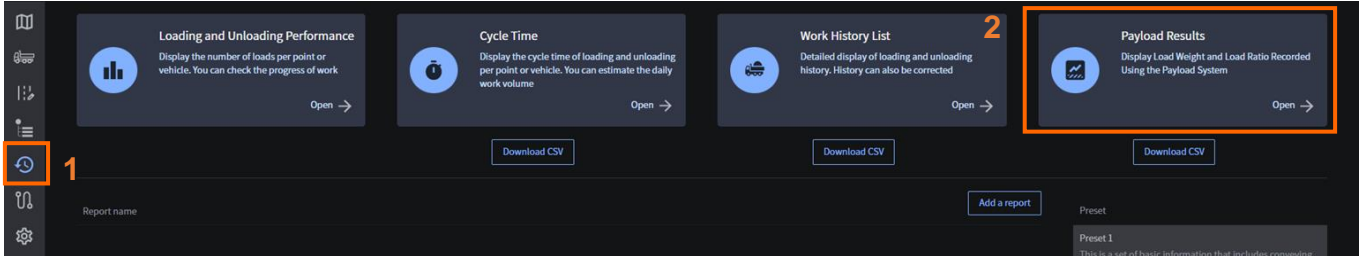 Loading and Unloading Performance
Display the number of loads per point or
vehicle. You can check the progress of work
Open
Cycle Time
Display the cycle time of loading and unloading
per point or vehicle. You can estimate the daily
work volume
Open
Download CSV
2
Work History List
Detailed display of loading and unloading
history. History can also be corrected
Open
Download CSV
Payload Results
Display Load Weight and Load Ratio Recorded
Using the Payload System
Open
Download CSV
1
Report name
Add a report
Preset
Preset 1
This is a set of basic information that includes conveying